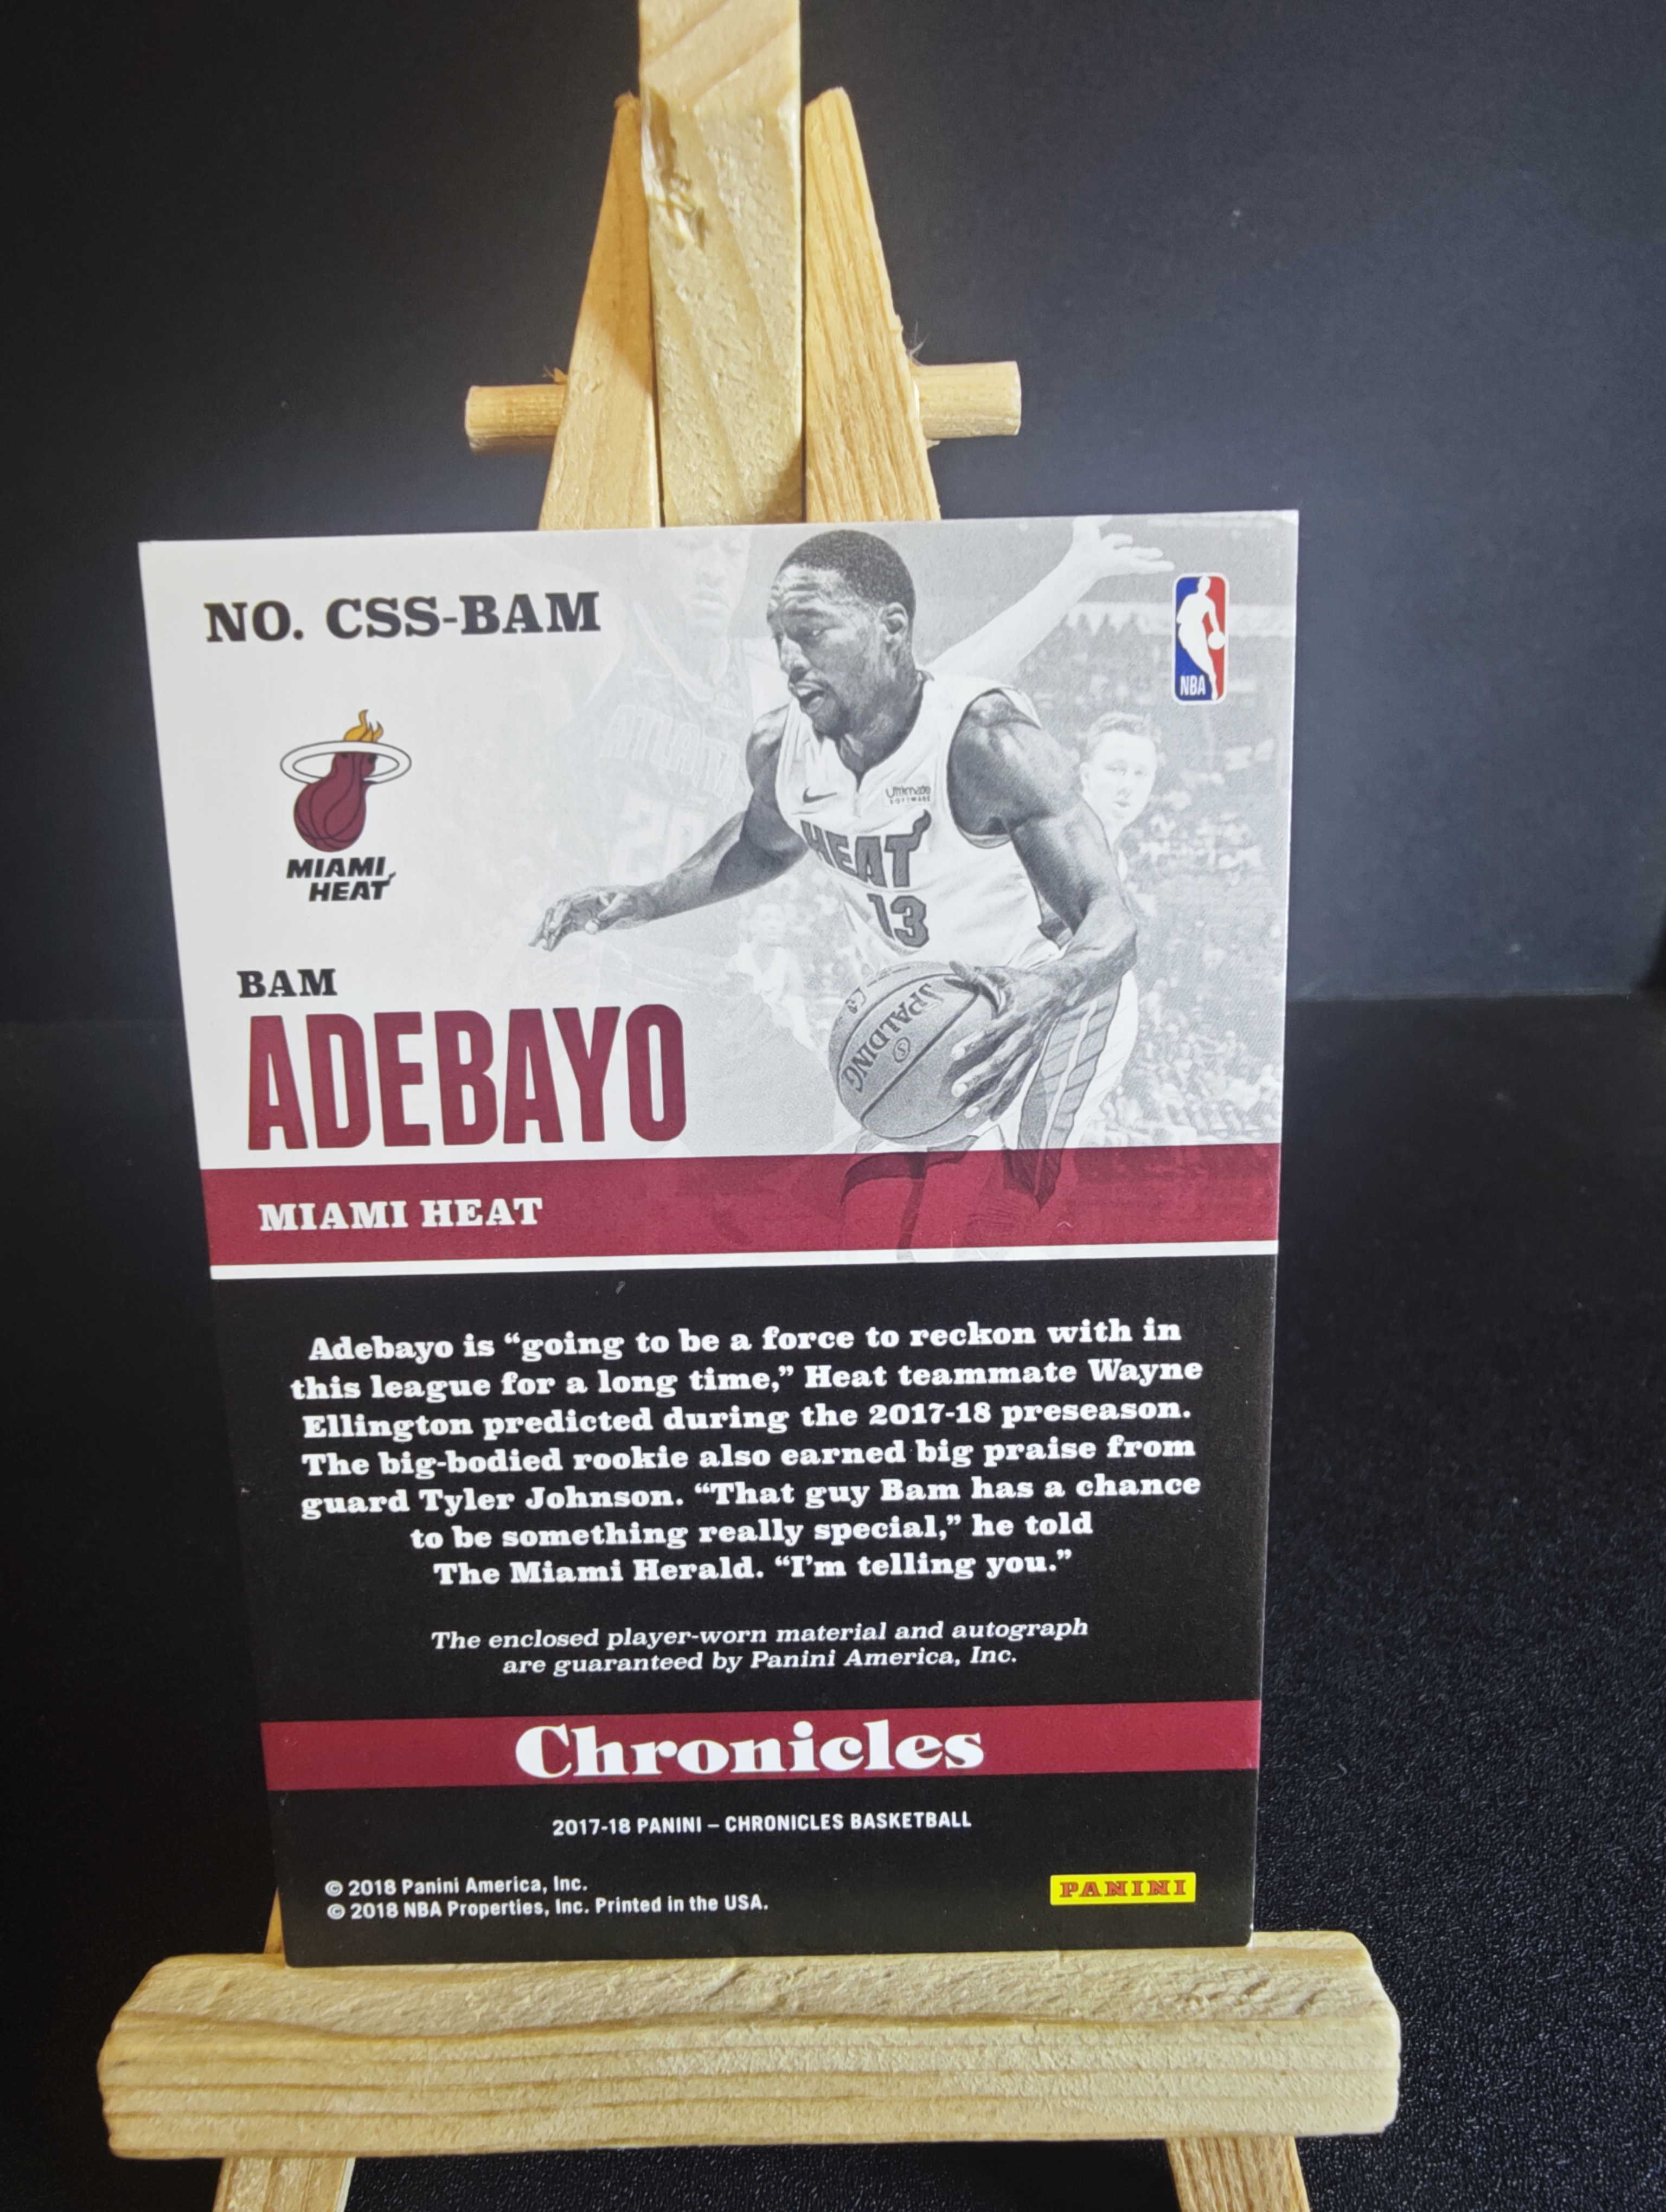 NO. CSS-BAM
NBA
MIAMI
HEAT
Ultimate
SOFTWARE
HEAT
13
SPALDING
BAM
ADEBAYO
MIAMI HEAT
Adebayo is “going to be a force to reckon with in
this league for a long time,” Heat teammate Wayne
Ellington predicted during the 2017-18 preseason.
The big-bodied rookie also earned big praise from
guard Tyler Johnson. “That guy Bam has a chance
to be something really special,” he told
The Miami Herald. “I’m telling you.”
The enclosed player-worn material and autograph
are guaranteed by Panini America, Inc.
Chronicles
2017-18 PANINI – CHRONICLES BASKETBALL
© 2018 Panini America, Inc.
© 2018 NBA Properties, Inc. Printed in the USA.
PANINI